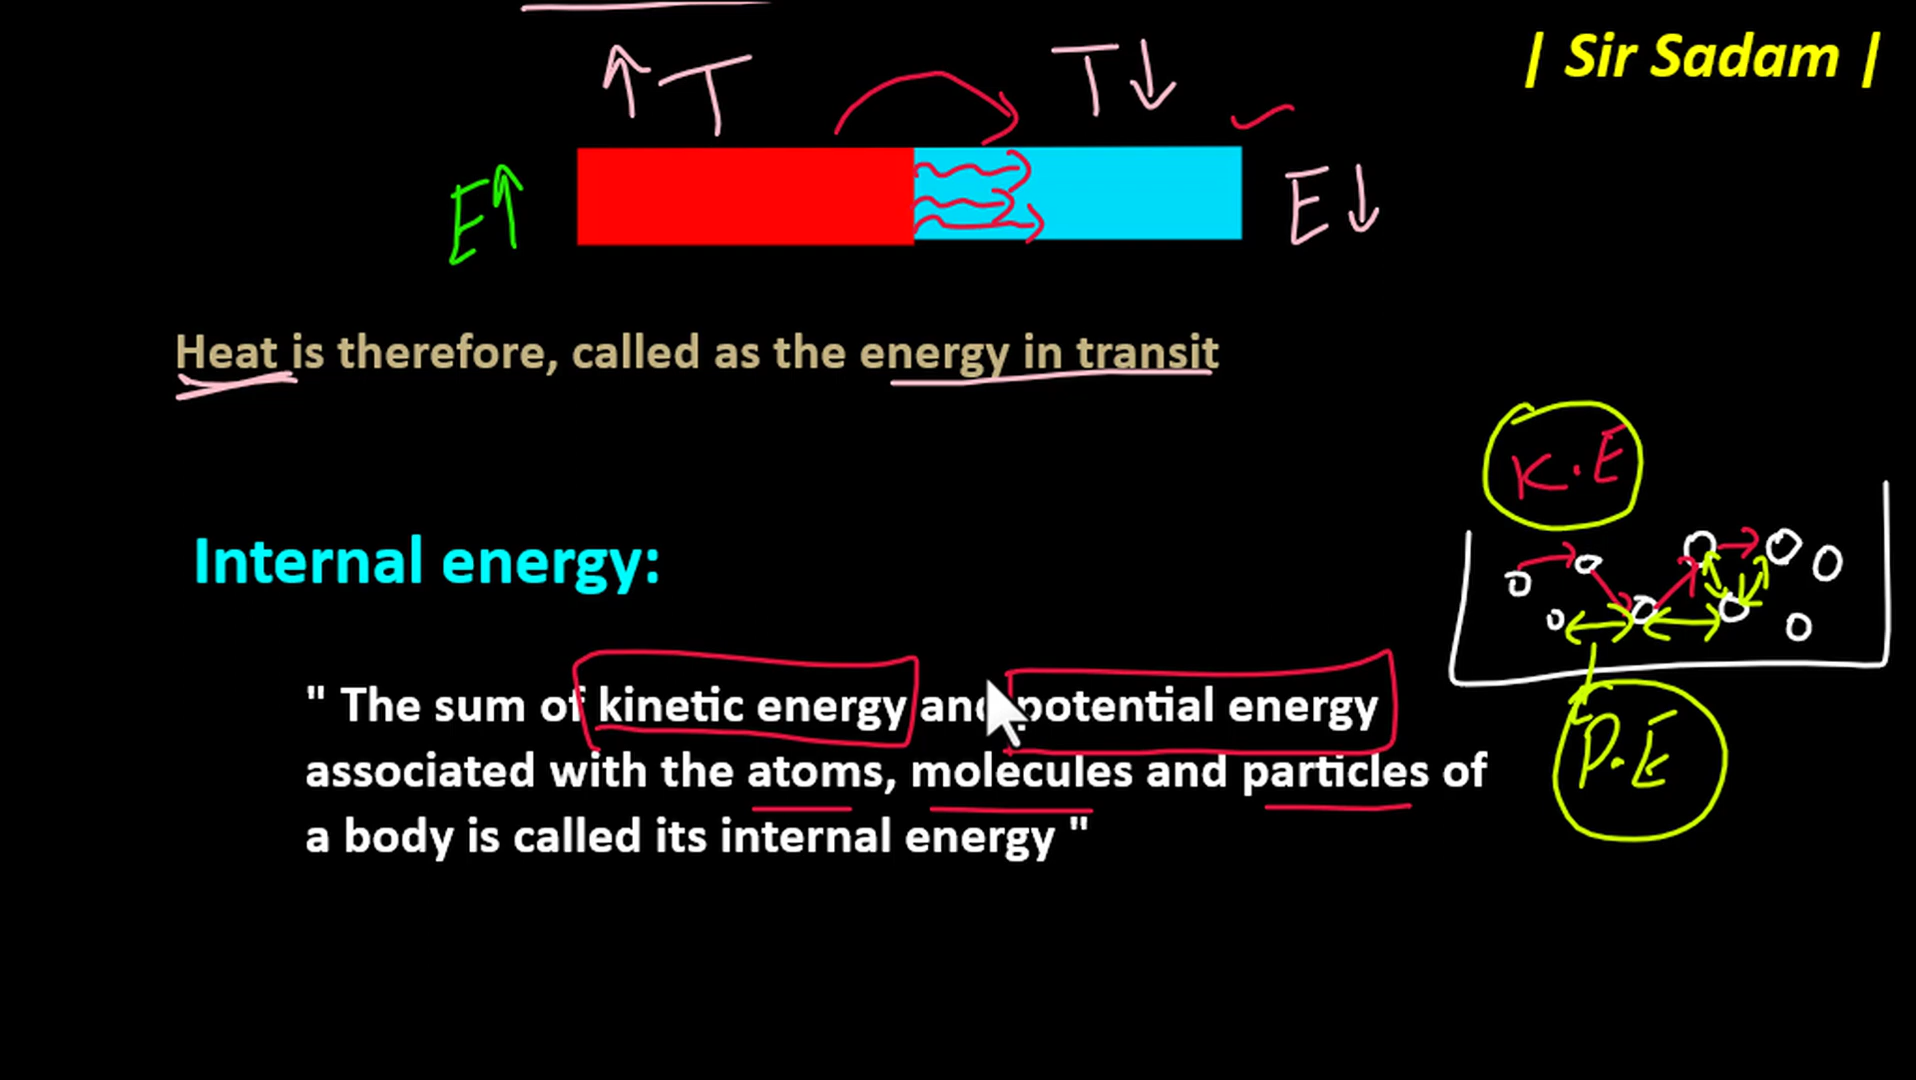 | Sir Sadam |
↑T
T↓
E↑
E↓
Heat is therefore, called as the energy in transit
K.E
Internal energy:
" The sum of kinetic energy and potential energy
associated with the atoms, molecules and particles of
a body is called its internal energy "
P.E